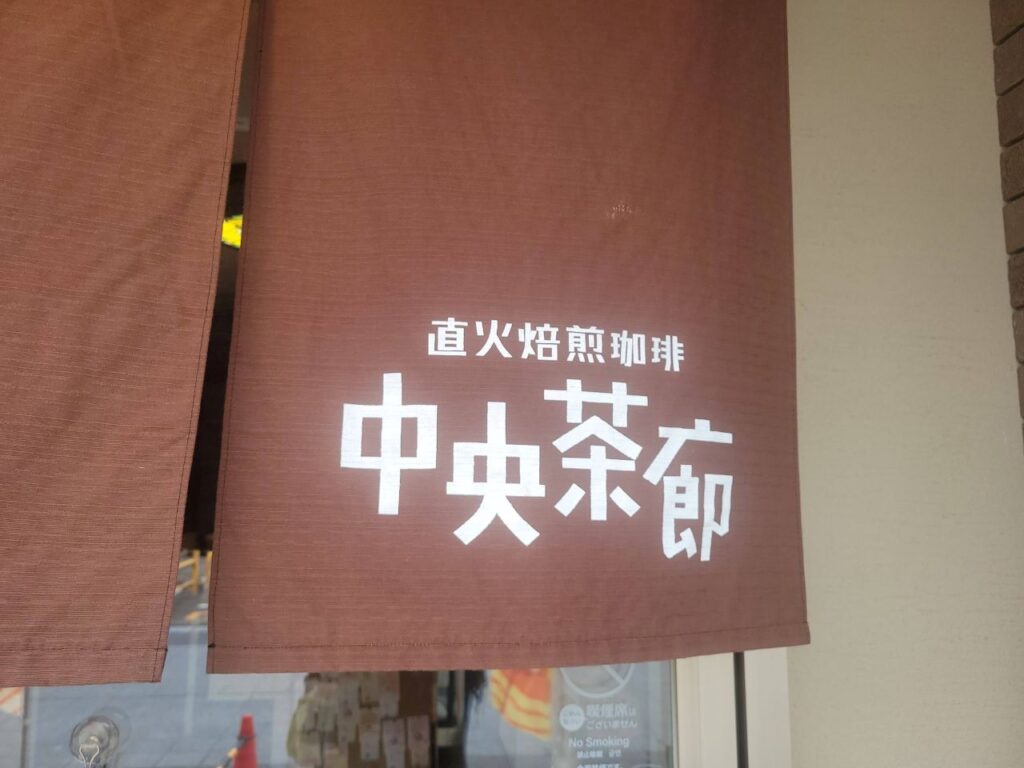 直火焙煎珈琲
中央茶廊
喫煙席は
ございません
No Smoking